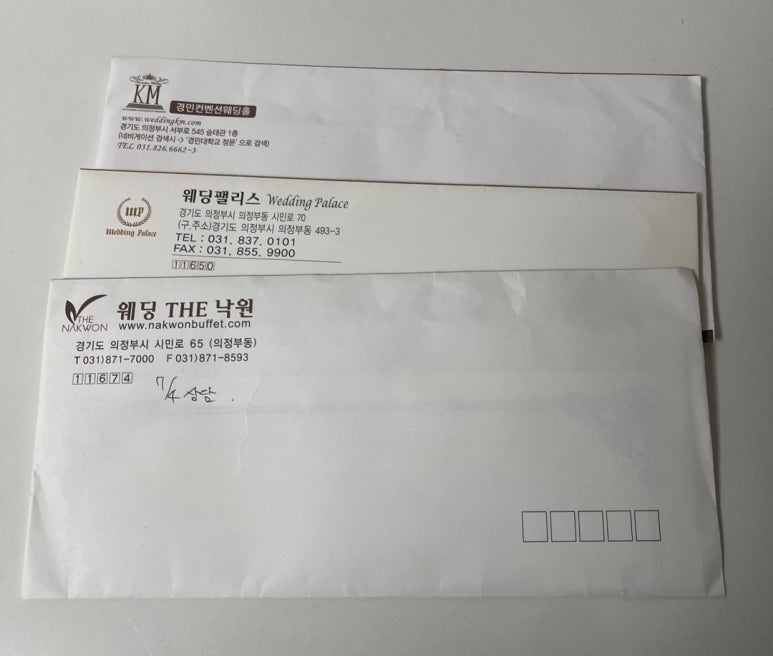 KM
경민컨벤션웨딩홀
www.weddingkm.com
경기도 의정부시 서부로 545 승태관 1층
(네비게이션 검색시 -> '경민대학교 정문' 으로 검색)
TEL 031.826.6662~3
WP
Wedding Palace
웨딩팰리스 Wedding Palace
경기도 의정부시 의정부동 시민로 70
(구.주소)경기도 의정부시 의정부동 493-3
TEL : 031. 837. 0101
FAX : 031. 855. 9900
11650
THE
NAKWON
웨딩 THE 낙원
www.nakwonbuffet.com
경기도 의정부시 시민로 65 (의정부동)
T 031)871-7000 F 031)871-8593
11674
7/4 상담.